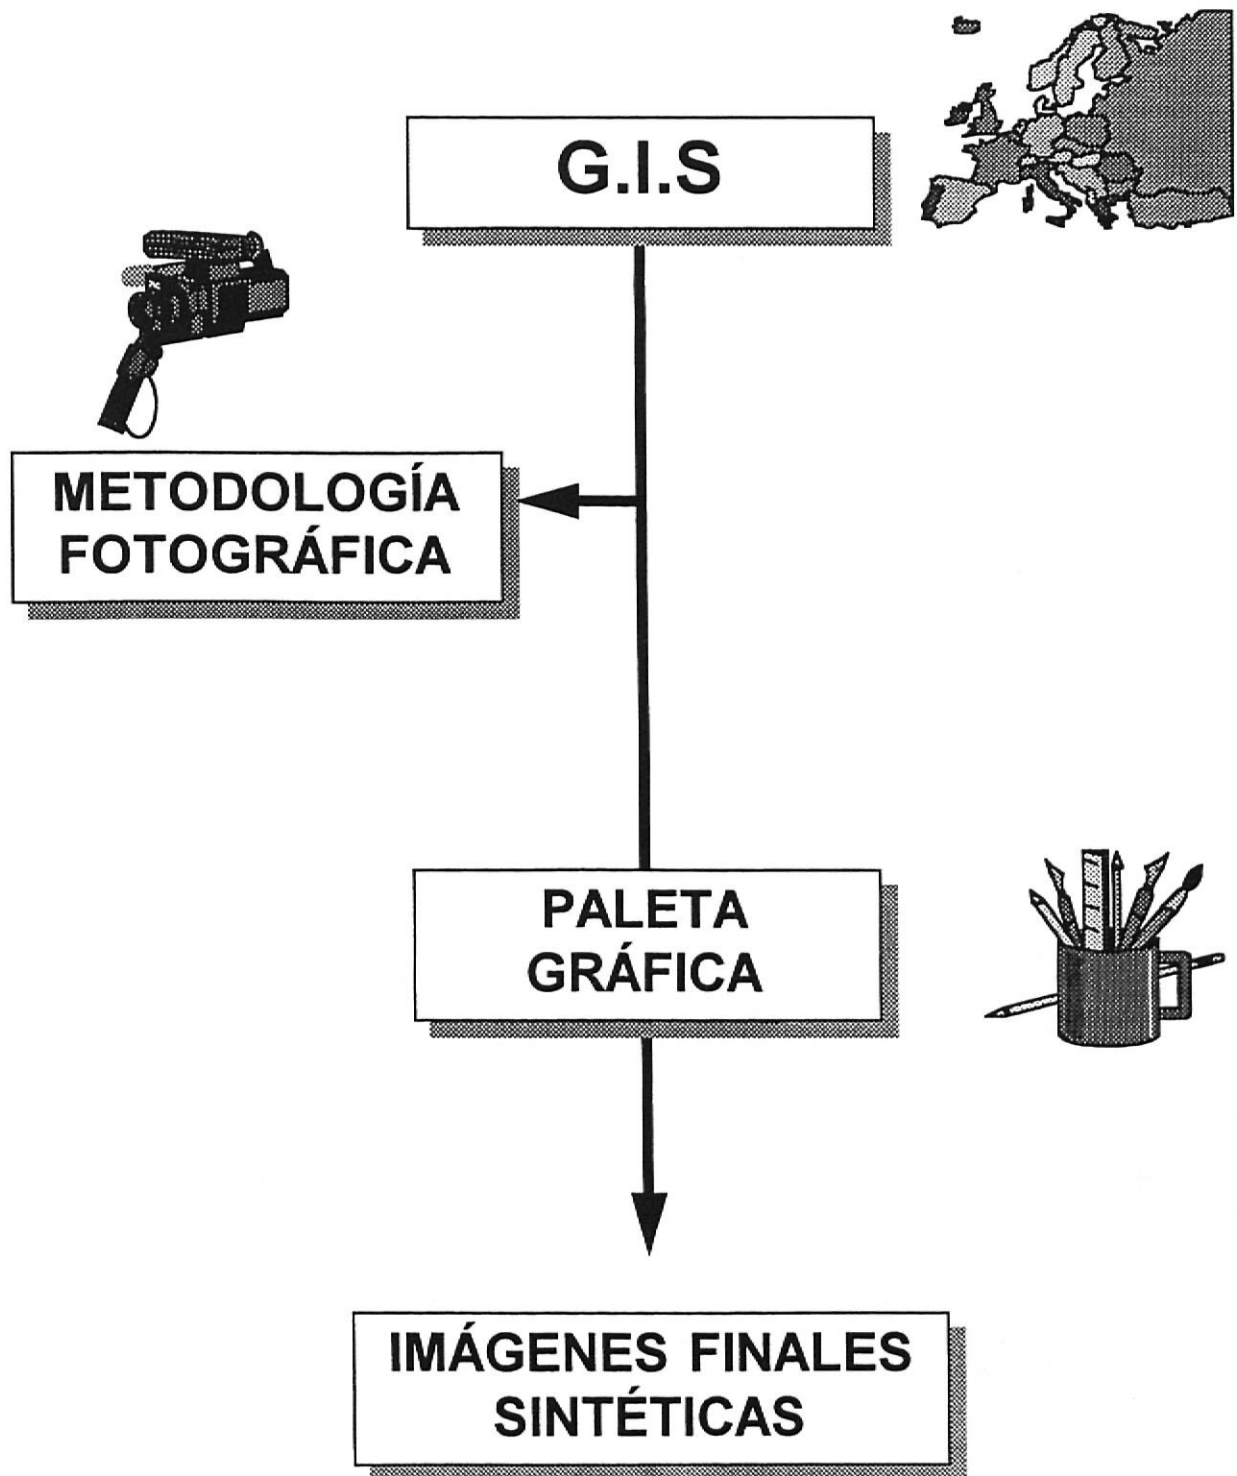 G.I.S
METODOLOGÍA
FOTOGRÁFICA
PALETA
GRÁFICA
IMÁGENES FINALES
SINTÉTICAS